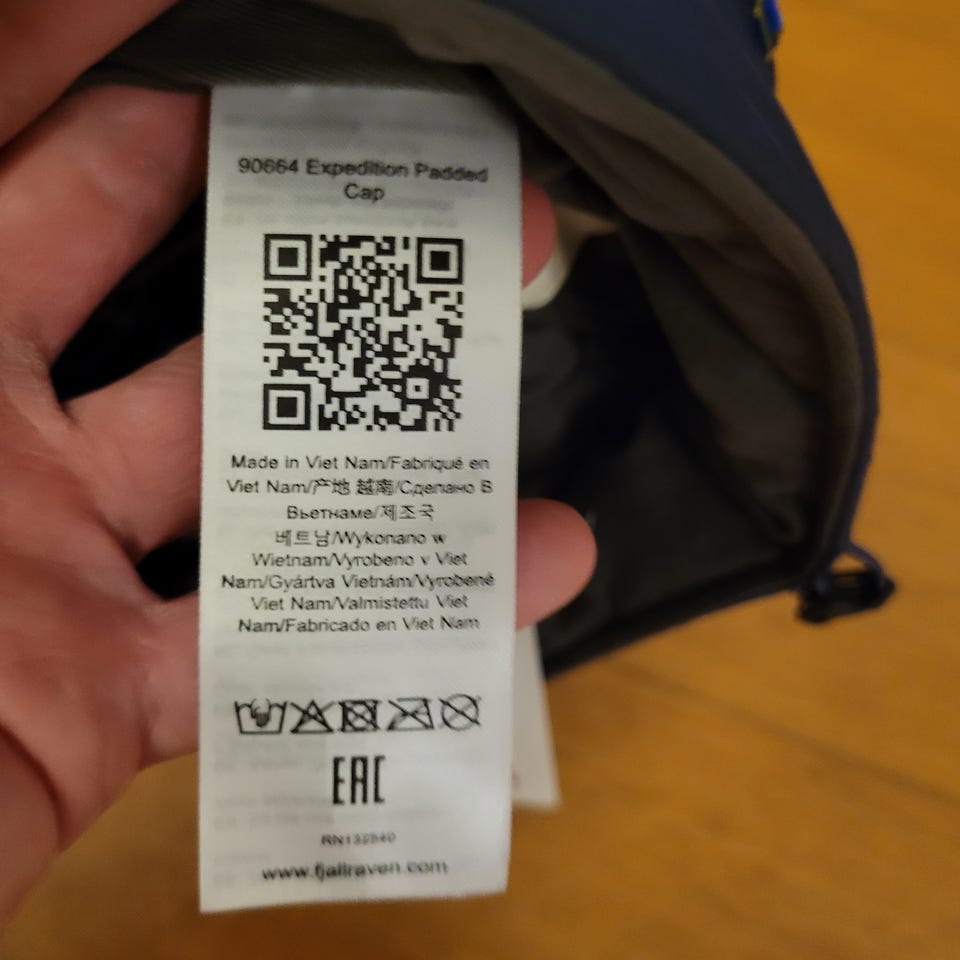 90664 Expedition Padded
Cap
Made in Viet Nam/Fabriqué en
Viet Nam/产地 越南/Сделано в
Вьетнаме/제조국
베트남/Wykonano w
Wietnam/Vyrobeno v Viet
Nam/Gyártva Vietnám/Vyrobené
Viet Nam/Valmistettu Viet
Nam/Fabricado en Viet Nam
EAC
RN132840
www.fjallraven.com